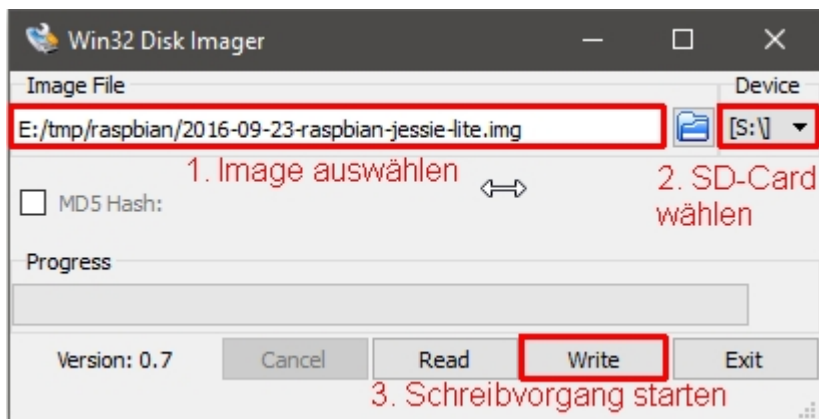 Win32 Disk Imager
Image File
Device
E:/tmp/raspbian/2016-09-23-raspbian-jessie-lite.img
[S:\]
1. Image auswählen
2. SD-Card
wählen
MD5 Hash:
Progress
Version: 0.7
Cancel
Read
Write
Exit
3. Schreibvorgang starten